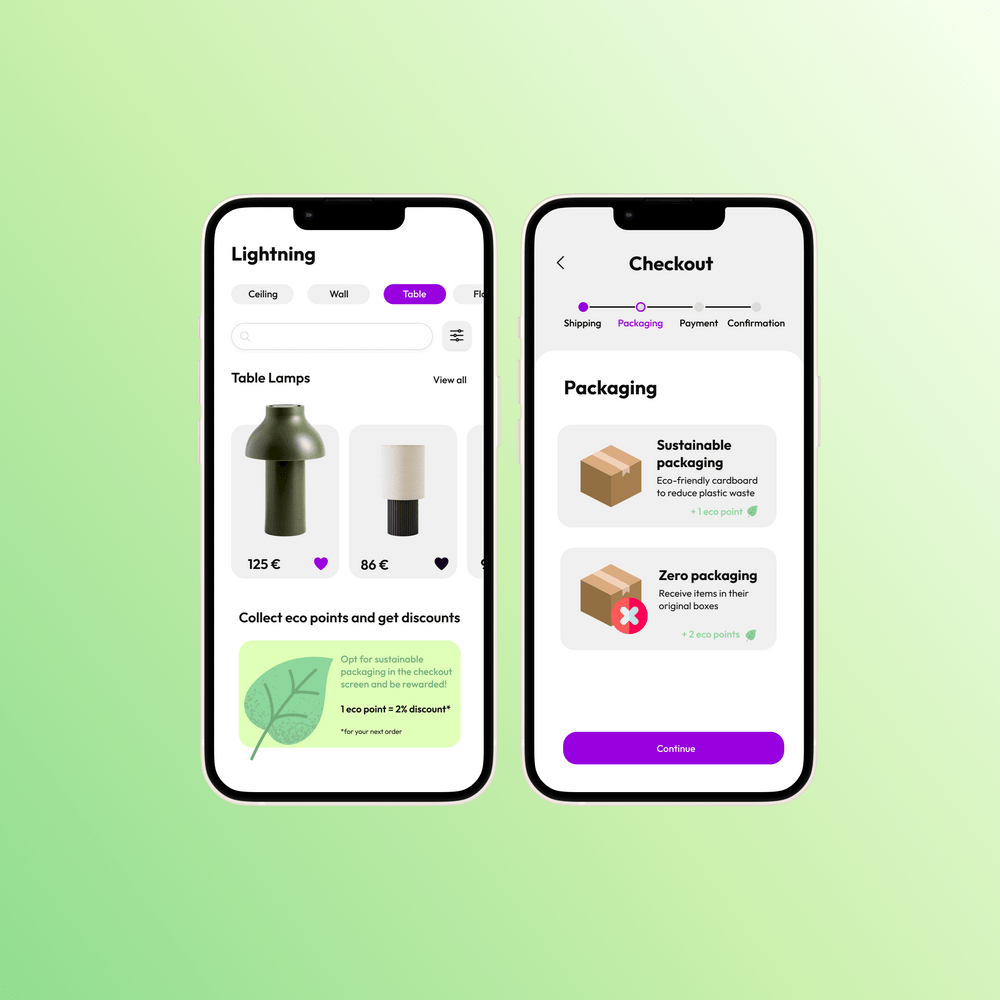 Lightning
Ceiling
Wall
Table
Table Lamps
View all
125 €
86 €
Collect eco points and get discounts
Opt for sustainable
packaging in the checkout
screen and be rewarded!
1 eco point = 2% discount*
*for your next order
Checkout
Shipping
Packaging
Payment
Confirmation
Packaging
Sustainable
packaging
Eco-friendly cardboard
to reduce plastic waste
+ 1 eco point
Zero packaging
Receive items in their
original boxes
+ 2 eco points
Continue